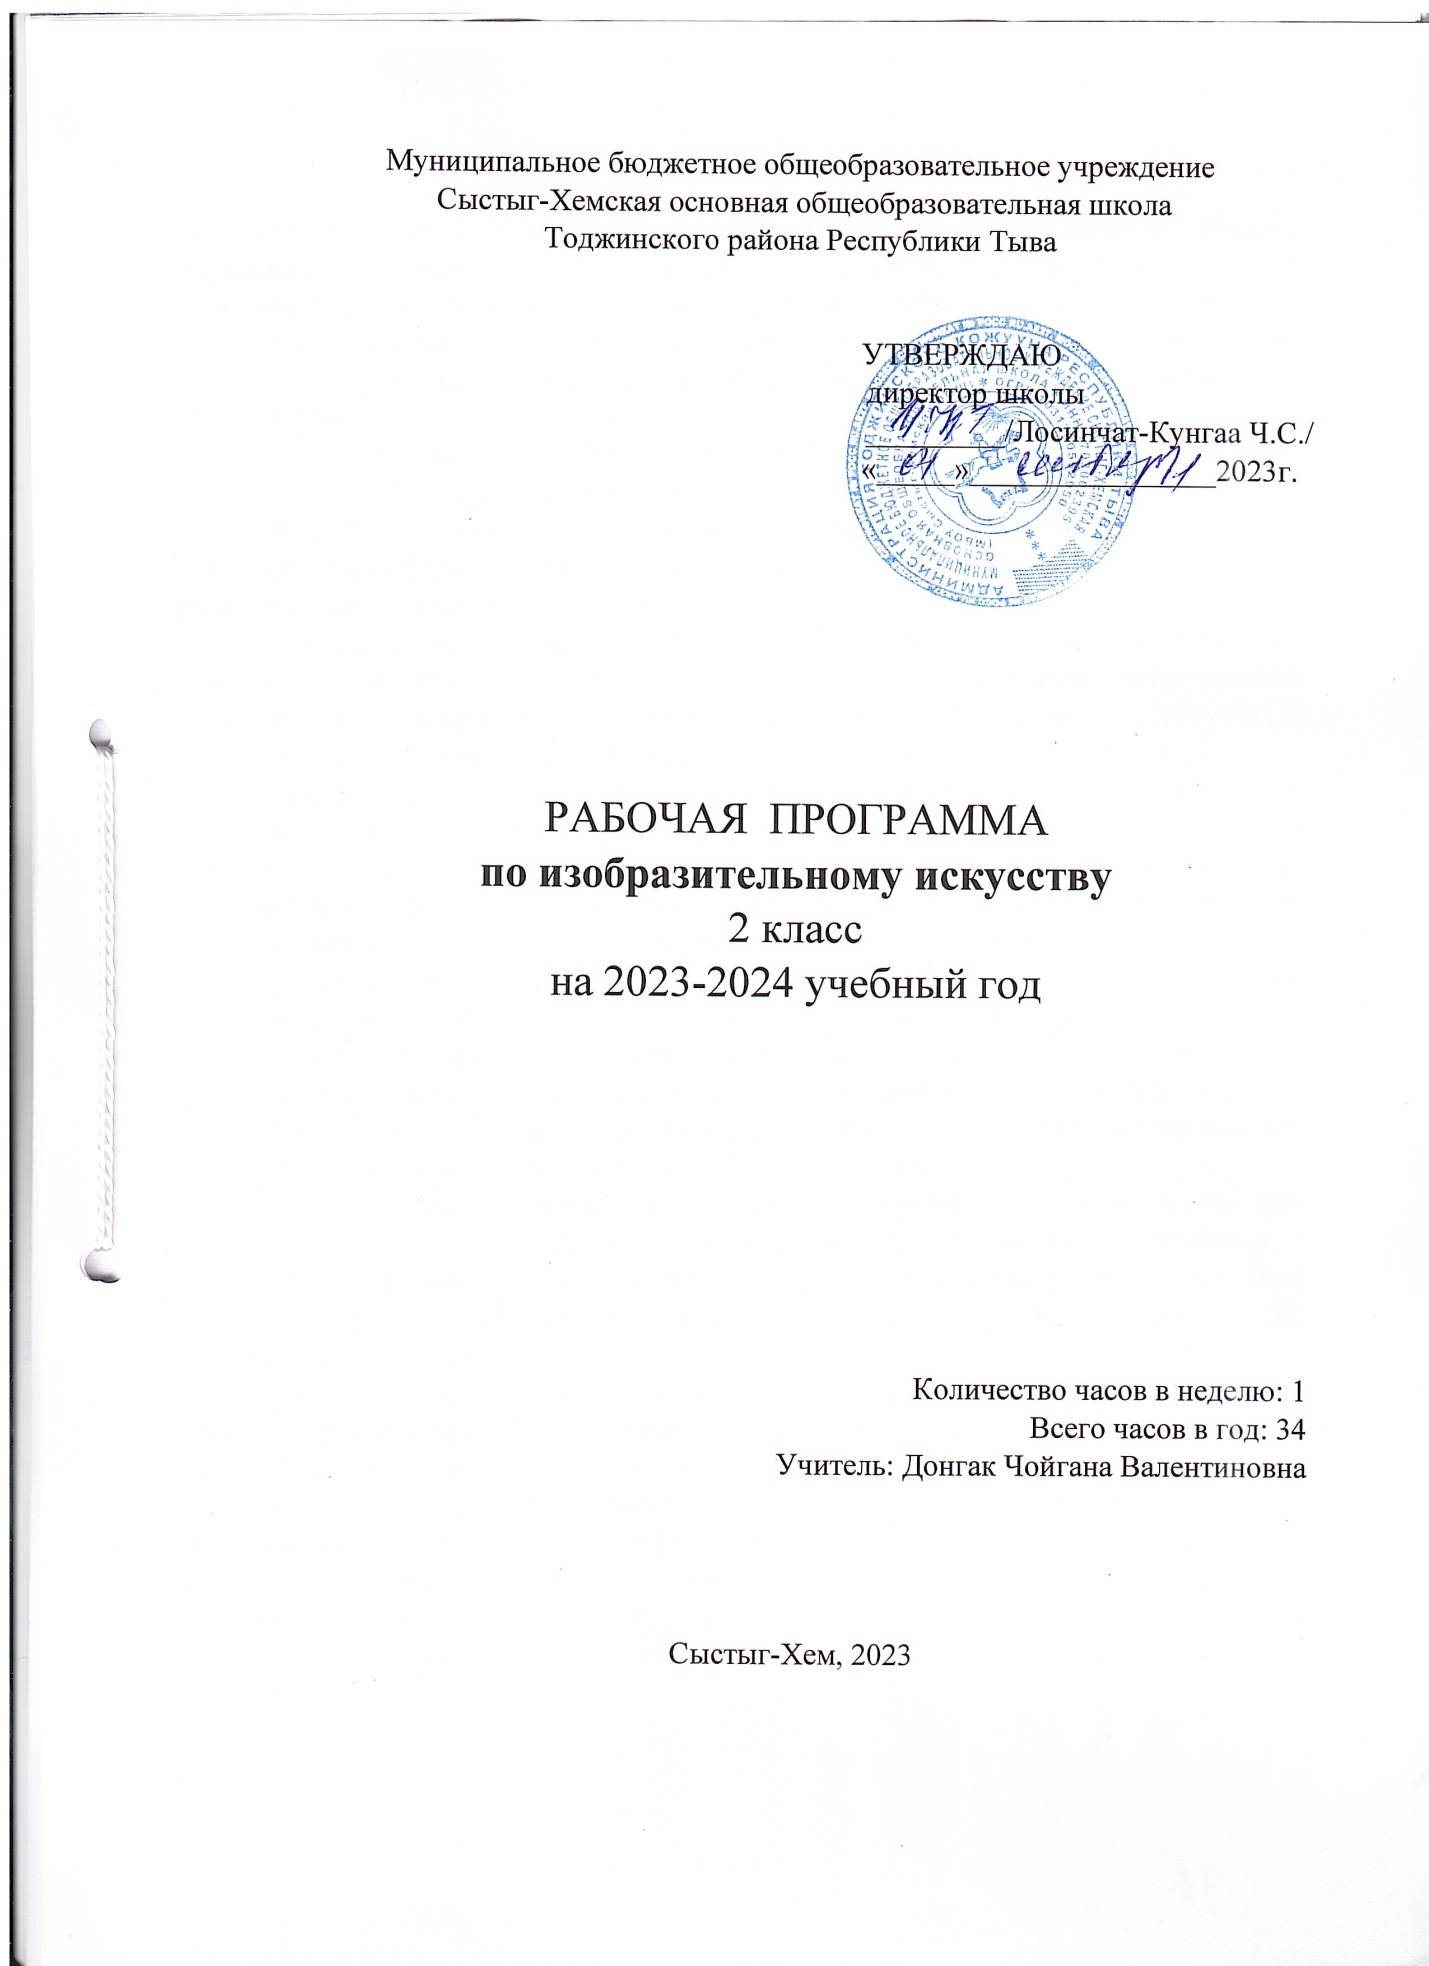 Муниципальное бюджетное общеобразовательное учреждение
Сыстыг-Хемская основная общеобразовательная школа
Тоджинского района Республики Тыва
УТВЕРЖДАЮ
директор школы
/Лосинчат-Кунгаа Ч.С./
«04» сентября 2023г.
РАБОЧАЯ ПРОГРАММА
по изобразительному искусству
2 класс
на 2023-2024 учебный год
Количество часов в неделю: 1
Всего часов в год: 34
Учитель: Донгак Чойгана Валентиновна
Сыстыг-Хем, 2023